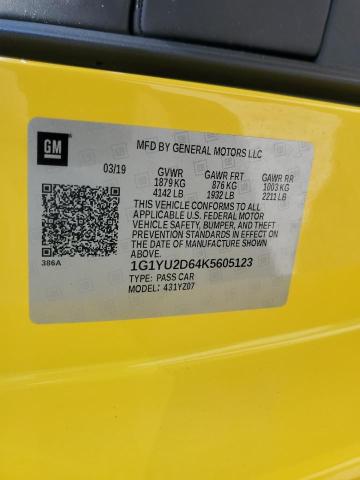 GM
MFD BY GENERAL MOTORS LLC
03/19 GVWR GAWR FRT GAWR RR
1879 KG 876 KG 1003 KG
4142 LB 1932 LB 2211 LB
THIS VEHICLE CONFORMS TO ALL
APPLICABLE U.S. FEDERAL MOTOR
VEHICLE SAFETY, BUMPER, AND THEFT
PREVENTION STANDARDS IN EFFECT ON
THE DATE OF MANUFACTURE SHOWN
ABOVE.
386A
1G1YU2D64K5605123
TYPE: PASS CAR
MODEL: 431YZ07